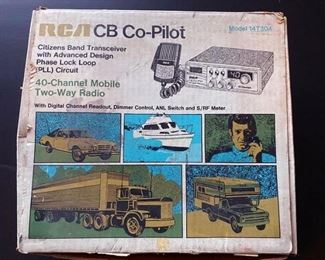 RCA CB Co-Pilot
Model 14T304
Citizens Band Transceiver
with Advanced Design
Phase Lock Loop
(PLL) Circuit
40-Channel Mobile
Two-Way Radio
With Digital Channel Readout, Dimmer Control, ANL Switch and S/RF Meter
40